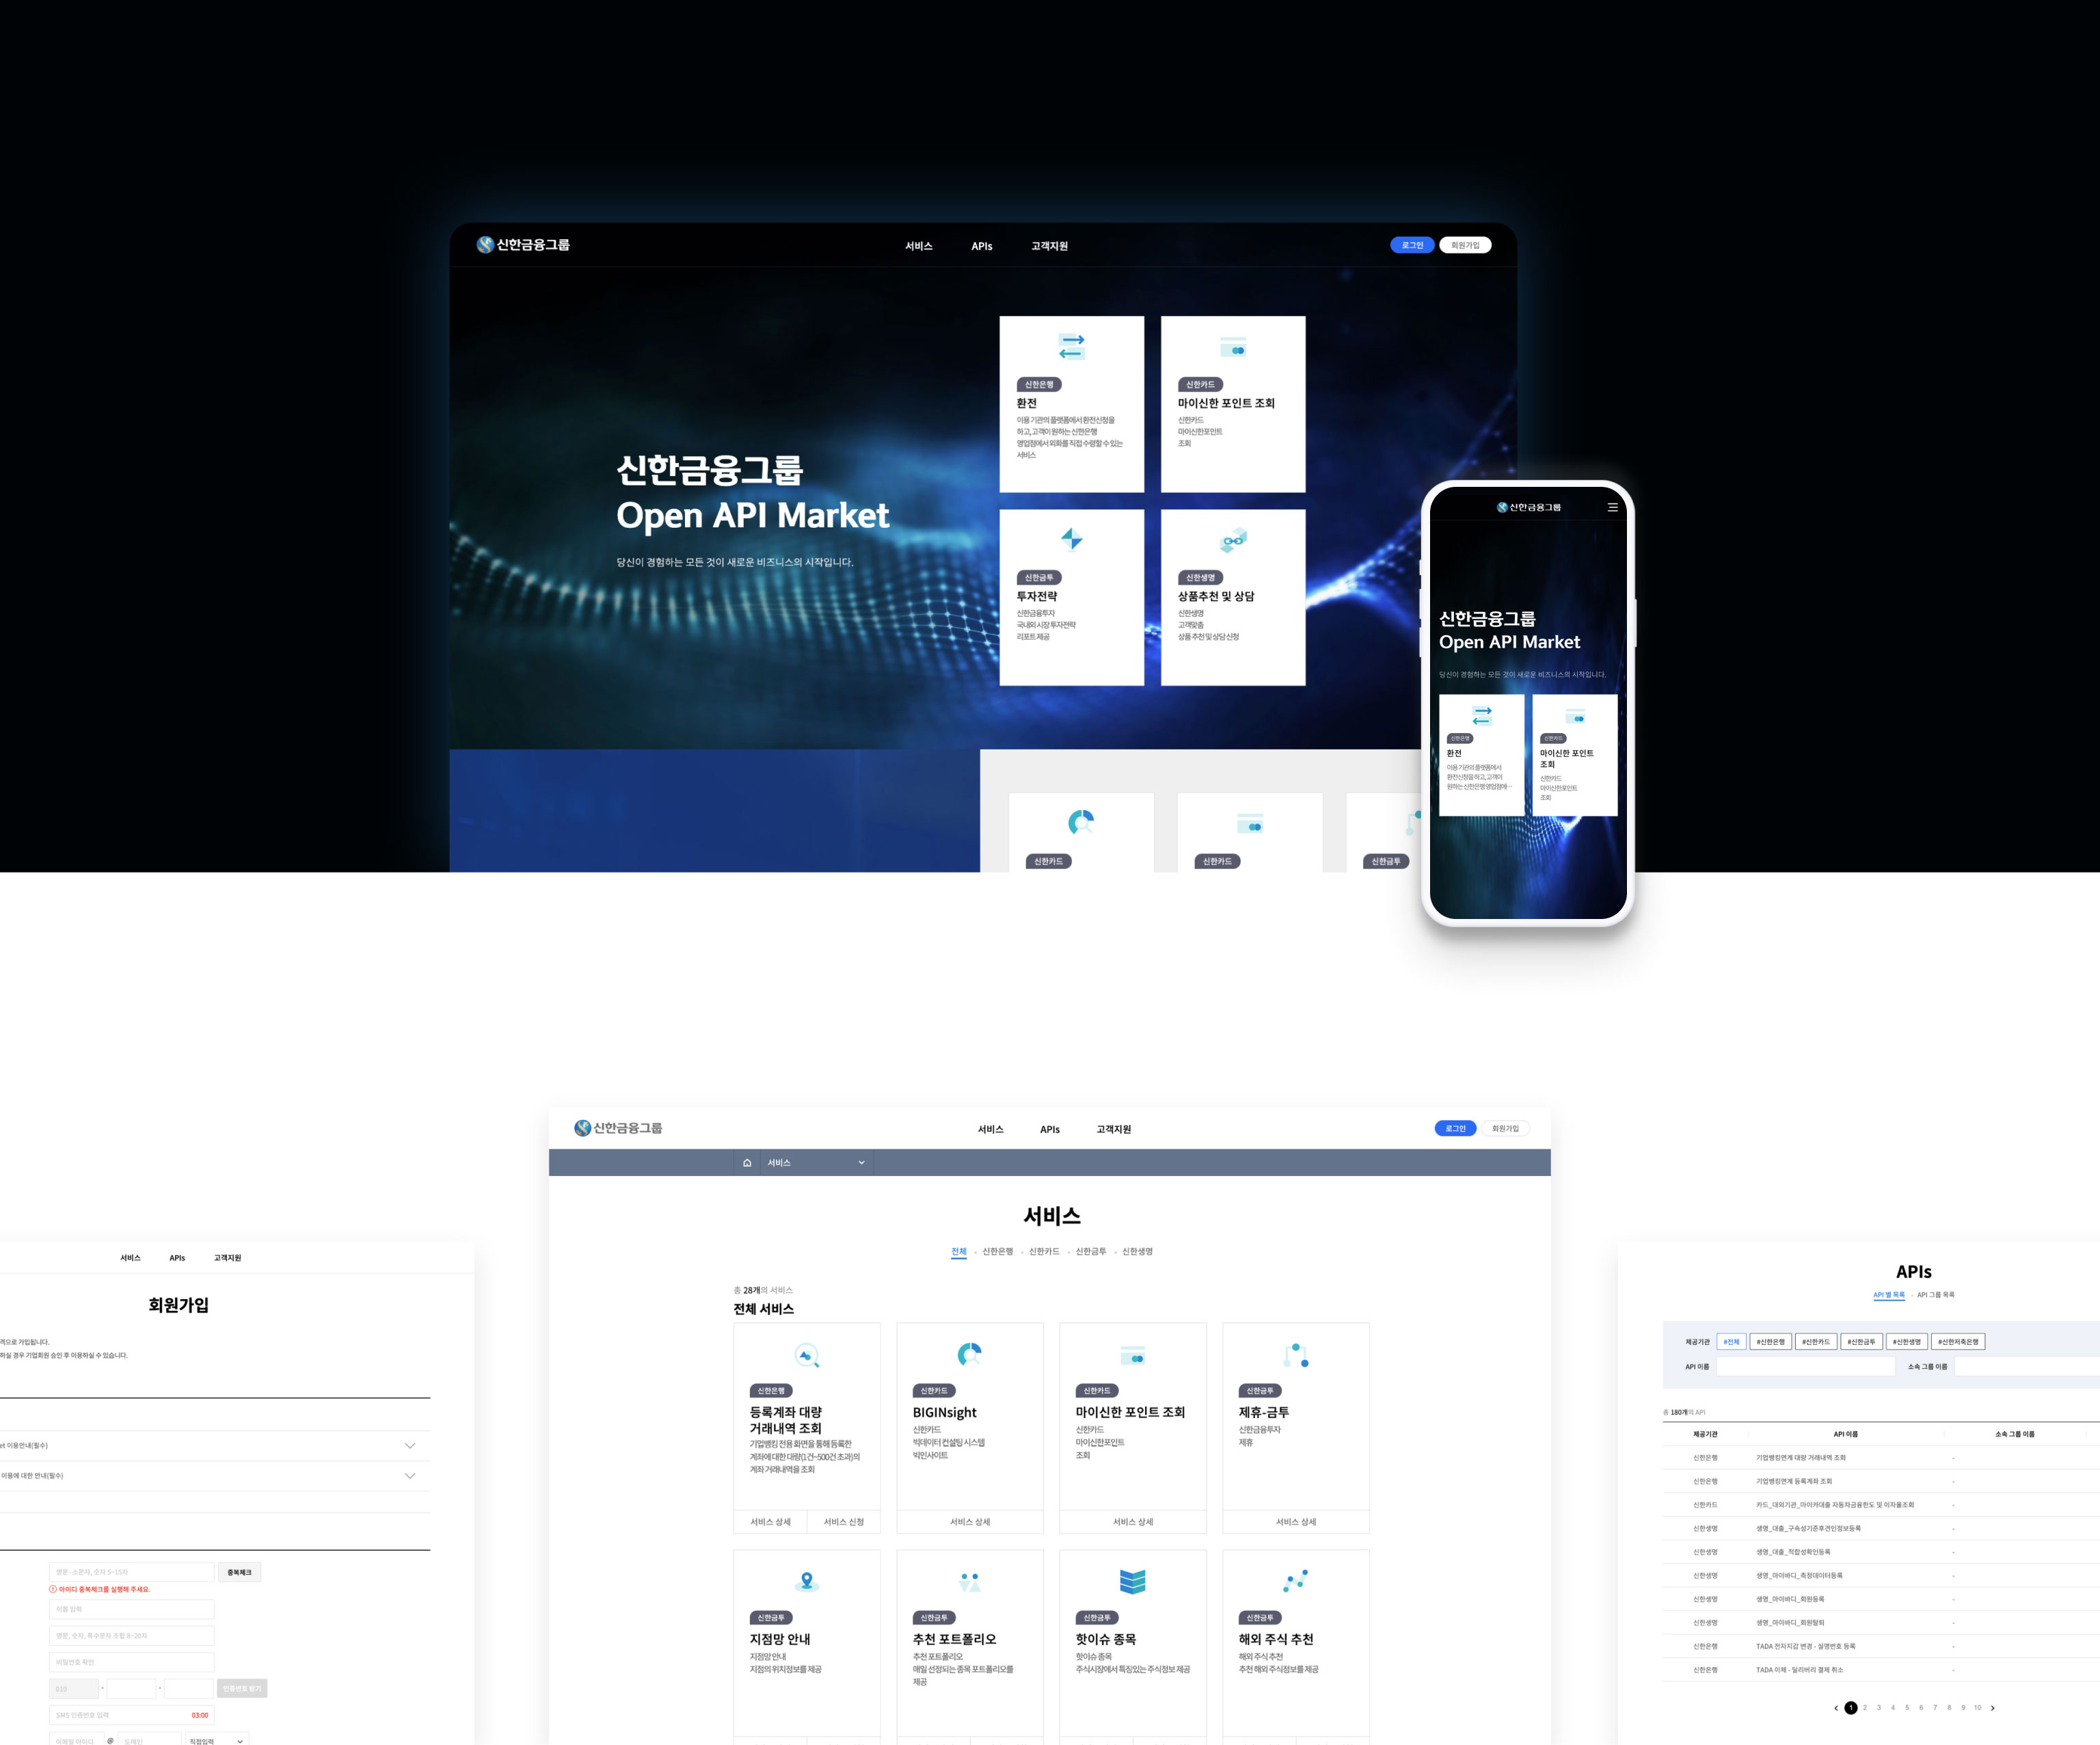 신한금융그룹
서비스 APIs 고객지원
로그인 회원가입
신한금융그룹
Open API Market
당신이 경험하는 모든 것이 새로운 비즈니스의 시작입니다.
신한은행
환전
이용 기관의 플랫폼에서 환전신청을
하고, 고객이 원하는 신한은행
영업점에서 외화를 직접 수령할 수 있는
서비스
신한카드
마이신한 포인트 조회
신한카드
마이신한포인트
조회
신한금투
투자전략
신한금융투자
국내외 시장 투자전략
리포트 제공
신한생명
상품추천 및 상담
신한생명
고객맞춤
상품 추천 및 상담 신청
신한카드
신한카드
신한금투
신한금융그룹
신한금융그룹
Open API Market
당신이 경험하는 모든 것이 새로운 비즈니스의 시작입니다.
신한은행
환전
이용 기관의 플랫폼에서
환전신청을 하고, 고객이
원하는 신한은행 영업점에…
신한카드
마이신한 포인트
조회
신한카드
마이신한포인트
조회
서비스 APIs 고객지원
회원가입
격으로 가입됩니다.
하실 경우 기업회원 승인 후 이용하실 수 있습니다.
et 이용안내(필수)
이용에 대한 안내(필수)
영문 소문자, 숫자 5~15자 중복체크
아이디 중복체크를 실행해 주세요.
이름 입력
영문, 숫자, 특수문자 조합 8~20자
비밀번호 확인
010 - - 인증번호 받기
SMS 인증번호 입력 03:00
이메일 아이디 @ 도메인 직접입력
신한금융그룹
서비스 APIs 고객지원
로그인 회원가입
서비스
서비스
전체 신한은행 신한카드 신한금투 신한생명
총 28개의 서비스
전체 서비스
신한은행
등록계좌 대량
거래내역 조회
기업뱅킹 전용 화면을 통해 등록한
계좌에 대한 대량(1건~500건 초과)의
계좌 거래내역을 조회
서비스 상세 서비스 신청
신한카드
BIGINsight
신한카드
빅데이터 컨설팅 시스템
빅인사이트
서비스 상세
신한카드
마이신한 포인트 조회
신한카드
마이신한포인트
조회
서비스 상세
신한금투
제휴-금투
신한금융투자
제휴
서비스 상세
신한금투
지점망 안내
지점망 안내
지점의 위치정보를 제공
신한금투
추천 포트폴리오
추천 포트폴리오
매일 선정되는 종목 포트폴리오를
제공
신한금투
핫이슈 종목
핫이슈 종목
주식시장에서 특징있는 주식정보 제공
신한금투
해외 주식 추천
해외 주식 추천
추천 해외 주식정보를 제공
APIs
API 별 목록 API 그룹 목록
제공기관 #전체 #신한은행 #신한카드 #신한금투 #신한생명 #신한저축은행
API 이름 소속 그룹 이름
총 180개의 API
제공기관 API 이름 소속 그룹 이름
신한은행 기업뱅킹연계 대량 거래내역 조회 -
신한은행 기업뱅킹연계 등록계좌 조회 -
신한카드 카드_대외기관_마이카대출 자동차금융한도 및 이자율조회 -
신한생명 생명_대출_구속성기준후견인정보등록 -
신한생명 생명_대출_적합성확인등록 -
신한생명 생명_마이바디_측정데이터등록 -
신한생명 생명_마이바디_회원등록 -
신한생명 생명_마이바디_회원탈퇴 -
신한은행 TADA 전자지갑 변경 - 실명번호 등록 -
신한은행 TADA 이체 - 딜리버리 결제 취소 -
1 2 3 4 5 6 7 8 9 10